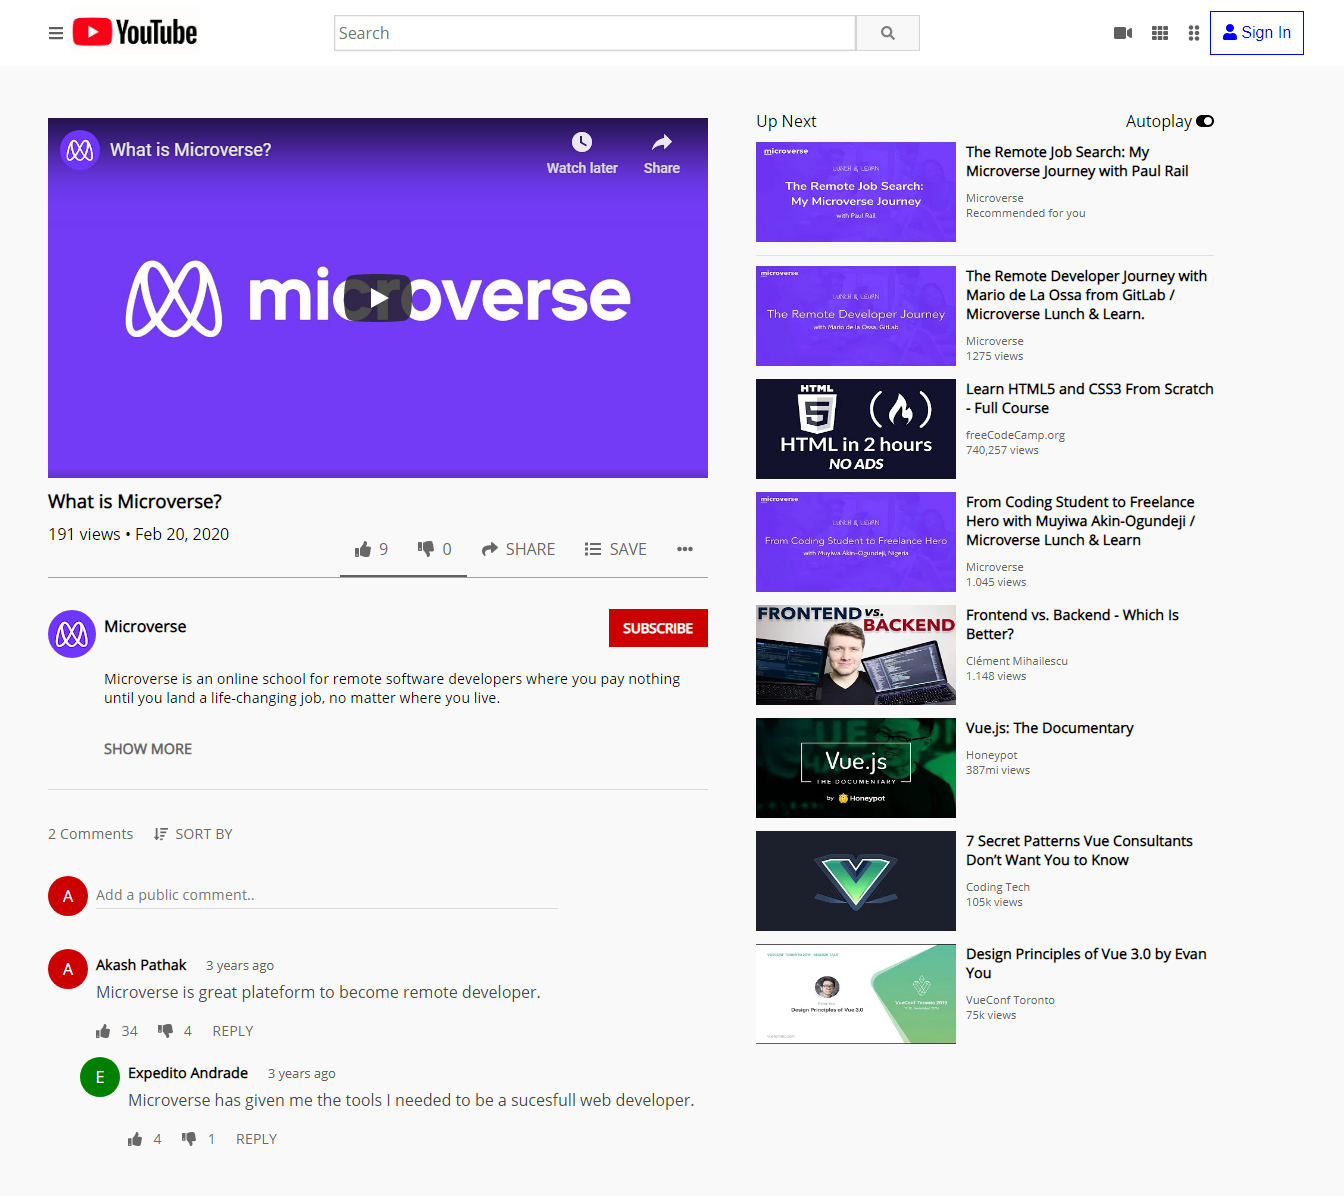 YouTube
Search
Sign In
What is Microverse?
Watch later
Share
microverse
What is Microverse?
191 views • Feb 20, 2020
9
0
SHARE
SAVE
Microverse
SUBSCRIBE
Microverse is an online school for remote software developers where you pay nothing
until you land a life-changing job, no matter where you live.
SHOW MORE
2 Comments
SORT BY
A
Add a public comment..
A
Akash Pathak
3 years ago
Microverse is great plateform to become remote developer.
34
4
REPLY
E
Expedito Andrade
3 years ago
Microverse has given me the tools I needed to be a sucesfull web developer.
4
1
REPLY
Up Next
Autoplay
microverse
LUNCH & LEARN
The Remote Job Search:
My Microverse Journey
with Paul Rail
The Remote Job Search: My
Microverse Journey with Paul Rail
Microverse
Recommended for you
microverse
LUNCH & LEARN
The Remote Developer Journey
with Mario de la Ossa, GitLab
The Remote Developer Journey with
Mario de La Ossa from GitLab /
Microverse Lunch & Learn.
Microverse
1275 views
HTML
5
HTML in 2 hours
NO ADS
Learn HTML5 and CSS3 From Scratch
- Full Course
freeCodeCamp.org
740,257 views
microverse
LUNCH & LEARN
From Coding Student to Freelance Hero
with Muyiwa Akin-Ogundeji, Nigeria
From Coding Student to Freelance
Hero with Muyiwa Akin-Ogundeji /
Microverse Lunch & Learn
Microverse
1.045 views
FRONTEND vs.
BACKEND
Frontend vs. Backend - Which Is
Better?
Clément Mihailescu
1.148 views
Vue.js
THE DOCUMENTARY
by Honeypot
Vue.js: The Documentary
Honeypot
387mi views
7 Secret Patterns Vue Consultants
Don’t Want You to Know
Coding Tech
105k views
Design Principles of Vue 3.0
VueConf Toronto 2019
Design Principles of Vue 3.0 by Evan
You
VueConf Toronto
75k views